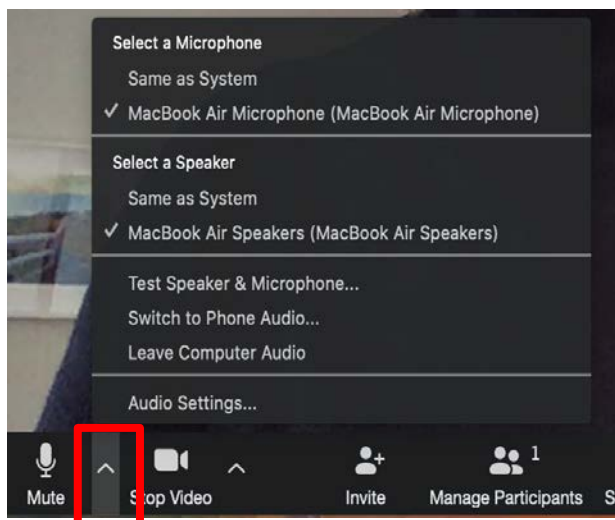 Select a Microphone
Same as System
✓ MacBook Air Microphone (MacBook Air Microphone)
Select a Speaker
Same as System
✓ MacBook Air Speakers (MacBook Air Speakers)
Test Speaker & Microphone...
Switch to Phone Audio...
Leave Computer Audio
Audio Settings...
1
Mute Stop Video Invite Manage Participants S